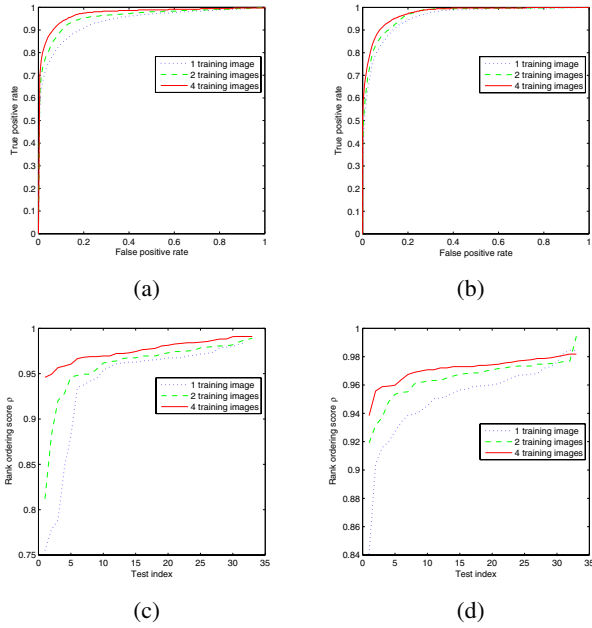 1
0.9
0.8
0.7
0.6
0.5
0.4
0.3
0.2
0.1
0
True positive rate
1 training image
2 training images
4 training images
0 0.2 0.4 0.6 0.8 1
False positive rate
(a)
1
0.9
0.8
0.7
0.6
0.5
0.4
0.3
0.2
0.1
0
True positive rate
1 training image
2 training images
4 training images
0 0.2 0.4 0.6 0.8 1
False positive rate
(b)
1
0.95
0.9
0.85
0.8
0.75
Rank ordering score ρ
1 training image
2 training images
4 training images
0 5 10 15 20 25 30 35
Test index
(c)
1
0.98
0.96
0.94
0.92
0.9
0.88
0.86
0.84
Rank ordering score ρ
1 training image
2 training images
4 training images
0 5 10 15 20 25 30 35
Test index
(d)